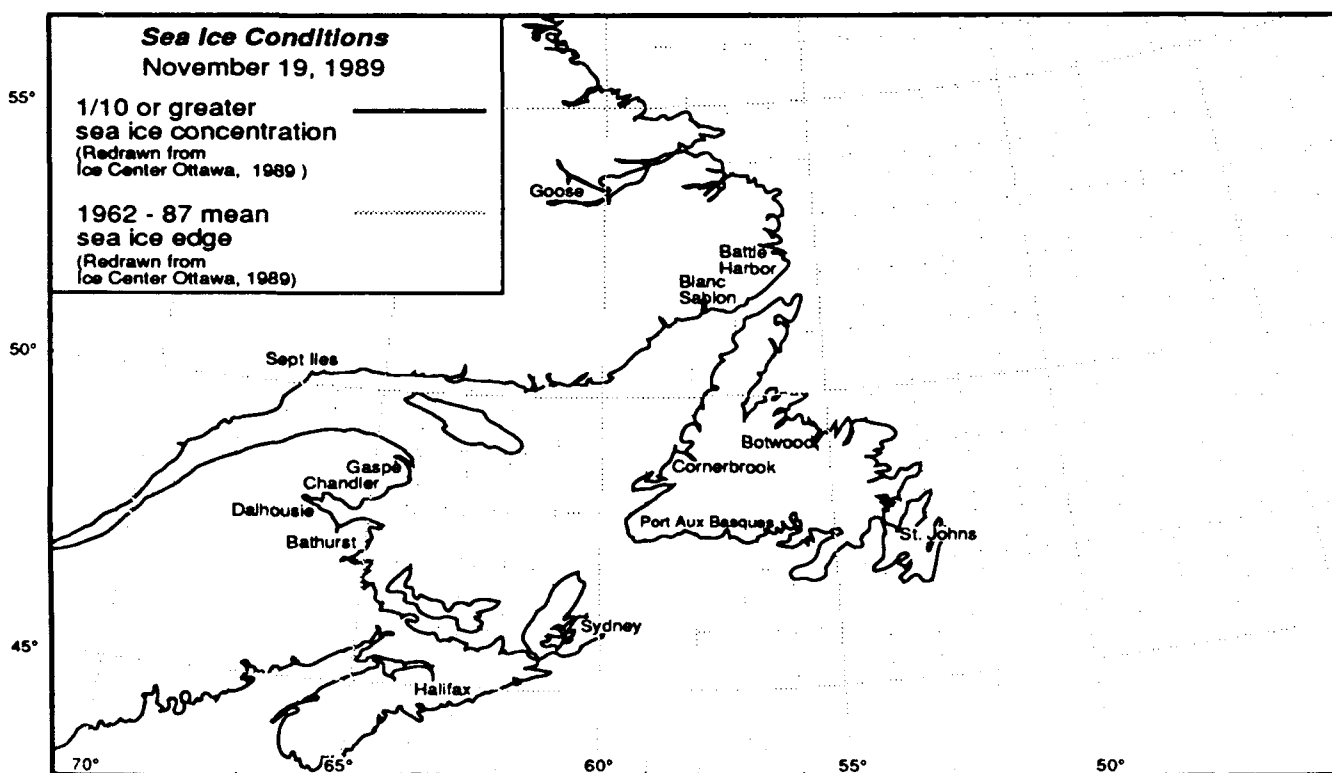 Sea Ice Conditions
November 19, 1989
1/10 or greater
sea ice concentration
(Redrawn from
Ice Center Ottawa, 1989 )
1962 - 87 mean
sea ice edge
(Redrawn from
Ice Center Ottawa, 1989)
55°
50°
45°
Goose
Battle
Harbor
Blanc
Sablon
Sept Iles
Botwood
Cornerbrook
Gaspe
Chandler
Dalhousie
Port Aux Basques
St. Johns
Bathurst
Sydney
Halifax
70°
65°
60°
55°
50°